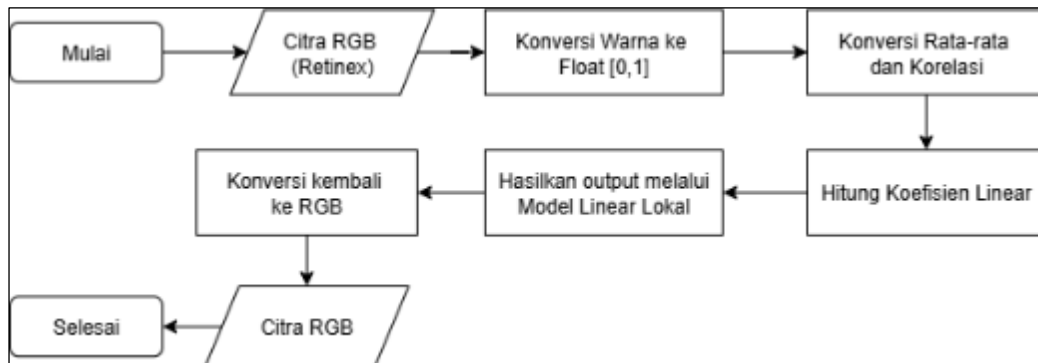 Mulai
Citra RGB
(Retinex)
Konversi Warna ke
Float [0,1]
Konversi Rata-rata
dan Korelasi
Hitung Koefisien Linear
Hasilkan output melalui
Model Linear Lokal
Konversi kembali
ke RGB
Citra RGB
Selesai